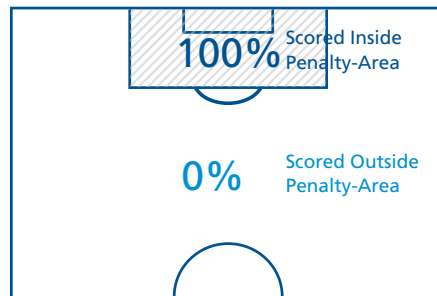 100%
Scored Inside
Penalty-Area
0%
Scored Outside
Penalty-Area